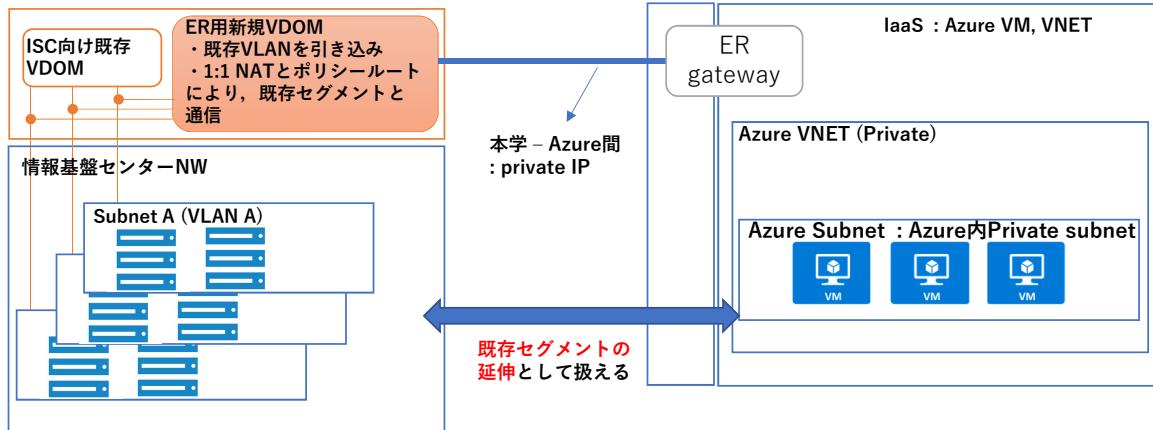 ISC向け既存
VDOM
ER用新規VDOM
・既存VLANを引き込み
・1:1 NATとポリシールート
により，既存セグメントと
通信
ER
gateway
IaaS：Azure VM, VNET
本学 – Azure間
: private IP
Azure VNET (Private)
情報基盤センターNW
Subnet A (VLAN A)
Azure Subnet ：Azure内Private subnet
VM
VM
VM
既存セグメントの
延伸として扱える